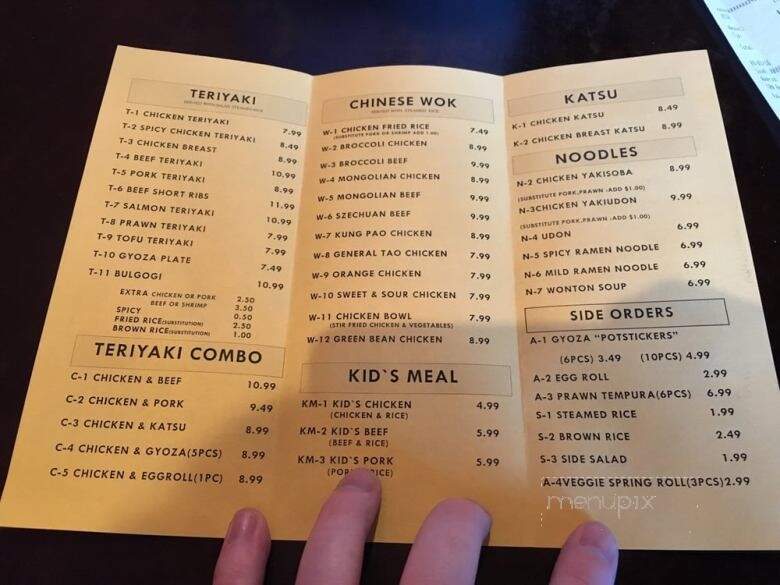 TERIYAKI
T-1 CHICKEN TERIYAKI 7.99
T-2 SPICY CHICKEN TERIYAKI 8.49
T-3 CHICKEN BREAST 8.99
T-4 BEEF TERIYAKI 10.99
T-5 PORK TERIYAKI 8.99
T-6 BEEF SHORT RIBS 11.99
T-7 SALMON TERIYAKI 10.99
T-8 PRAWN TERIYAKI 7.99
T-9 TOFU TERIYAKI 7.99
T-10 GYOZA PLATE 7.49
T-11 BULGOGI 10.99
EXTRA CHICKEN OR PORK 2.50
BEEF OR SHRIMP 3.50
SPICY 0.50
FRIED RICE(SUBSTITUTION) 2.50
BROWN RICE(SUBSTITUTION) 1.00
TERIYAKI COMBO
C-1 CHICKEN & BEEF 10.99
C-2 CHICKEN & PORK 9.49
C-3 CHICKEN & KATSU 8.99
C-4 CHICKEN & GYOZA(5PCS) 8.99
C-5 CHICKEN & EGGROLL(1PC) 8.99
CHINESE WOK
SERVED WITH STEAMED RICE
W-1 CHICKEN FRIED RICE 7.49
(SUBSTITUTE PORK OR SHRIMP ADD 1.00)
W-2 BROCCOLI CHICKEN 8.99
W-3 BROCCOLI BEEF 9.99
W-4 MONGOLIAN CHICKEN 8.99
W-5 MONGOLIAN BEEF 9.99
W-6 SZECHUAN BEEF 9.99
W-7 KUNG PAO CHICKEN 8.99
W-8 GENERAL TAO CHICKEN 7.99
W-9 ORANGE CHICKEN 7.99
W-10 SWEET & SOUR CHICKEN 7.99
W-11 CHICKEN BOWL 7.99
(STIR FRIED CHICKEN & VEGETABLES)
W-12 GREEN BEAN CHICKEN 8.99
KID`S MEAL
KM-1 KID`S CHICKEN 4.99
(CHICKEN & RICE)
KM-2 KID`S BEEF 5.99
(BEEF & RICE)
KM-3 KID`S PORK 5.99
KATSU
K-1 CHICKEN KATSU 8.49
K-2 CHICKEN BREAST KATSU 8.99
NOODLES
N-2 CHICKEN YAKISOBA 8.99
(SUBSTITUTE PORK,PRAWN -ADD $1.00)
N-3CHICKEN YAKIUDON 9.99
(SUBSTITUTE PORK,PRAWN -ADD $1.00)
N-4 UDON 6.99
N-5 SPICY RAMEN NOODLE 6.99
N-6 MILD RAMEN NOODLE 6.99
N-7 WONTON SOUP 6.99
SIDE ORDERS
A-1 GYOZA "POTSTICKERS"
(6PCS) 3.49 (10PCS) 4.99
A-2 EGG ROLL 2.99
A-3 PRAWN TEMPURA(6PCS) 6.99
S-1 STEAMED RICE 1.99
S-2 BROWN RICE 2.49
S-3 SIDE SALAD 1.99
A-4VEGGIE SPRING ROLL(3PCS)2.99
menupix